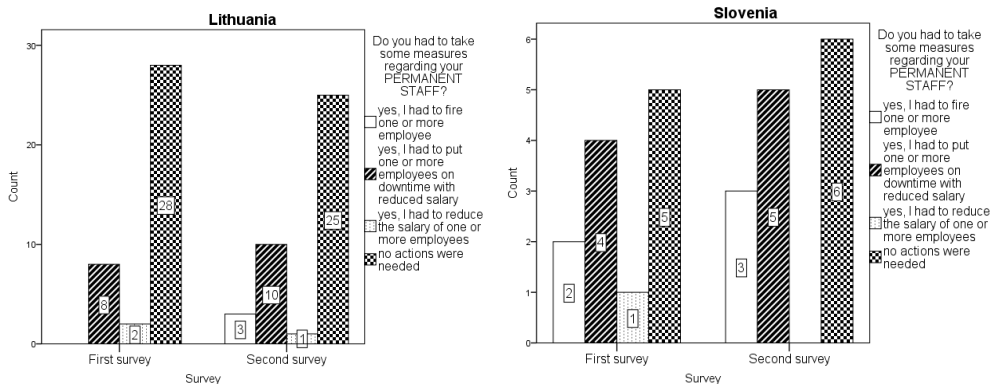 Lithuania
30
20
10
0
Count
8
2
28
3
10
1
25
First survey
Second survey
Survey
Do you had to take
some measures
regarding your
PERMANENT
STAFF?
yes, I had to fire
one or more
employee
yes, I had to put
one or more
employees on
downtime with
reduced salary
yes, I had to reduce
the salary of one or
more employees
no actions were
needed
Slovenia
6
5
4
3
2
1
0
Count
2
4
1
5
3
5
6
First survey
Second survey
Survey
Do you had to take
some measures
regarding your
PERMANENT
STAFF?
yes, I had to fire
one or more
employee
yes, I had to put
one or more
employees on
downtime with
reduced salary
yes, I had to reduce
the salary of one or
more employees
no actions were
needed